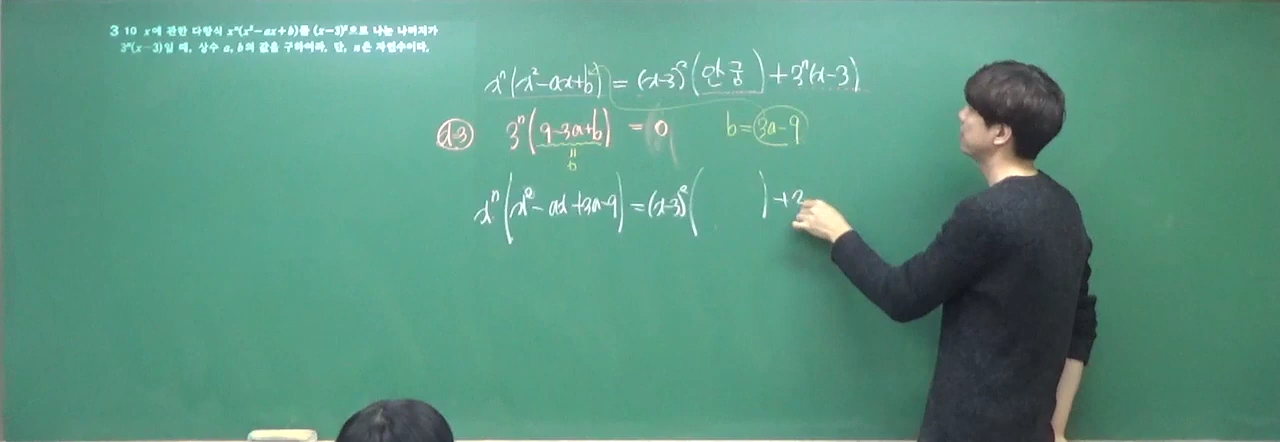 3 10 x에 관한 다항식 xⁿ(x²-ax+b)를 (x-3)²으로 나눈 나머지가
3ⁿ(x-3)일 때, 상수 a, b의 값을 구하여라. 단, n은 자연수이다.
xⁿ(x²-ax+b) = (x-3)²(안궁) + 3ⁿ(x-3)
x=3 3ⁿ(9-3a+b) = 0 b = 3a-9
=
0
xⁿ(x²-ax+3a-9) = (x-3)²( ) + 3